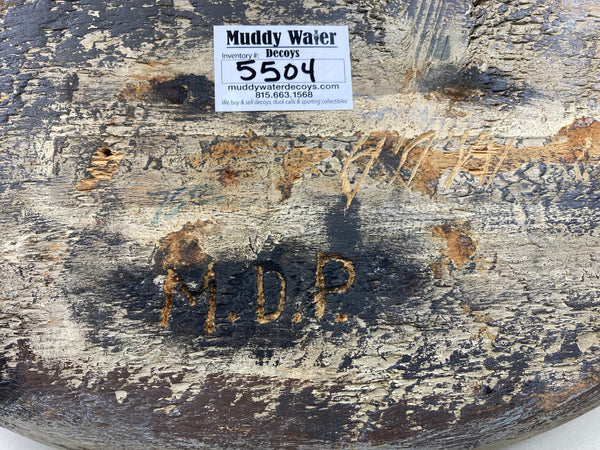 Muddy Water
Inventory #: Decoys
5504
muddywaterdecoys.com
815.663.1568
We buy & sell decoys, duck calls & sporting collectibles
M.D.P.